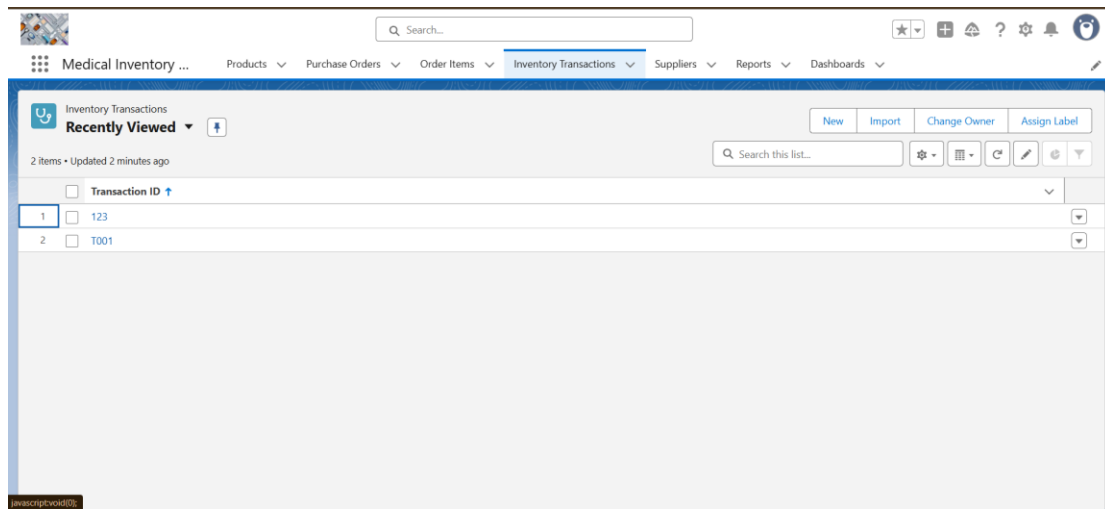 Search...
Medical Inventory ... Products Purchase Orders Order Items Inventory Transactions Suppliers Reports Dashboards
Inventory Transactions
Recently Viewed
New Import Change Owner Assign Label
2 items • Updated 2 minutes ago
Search this list...
Transaction ID ↑
1 123
2 T001
javascript:void(0);